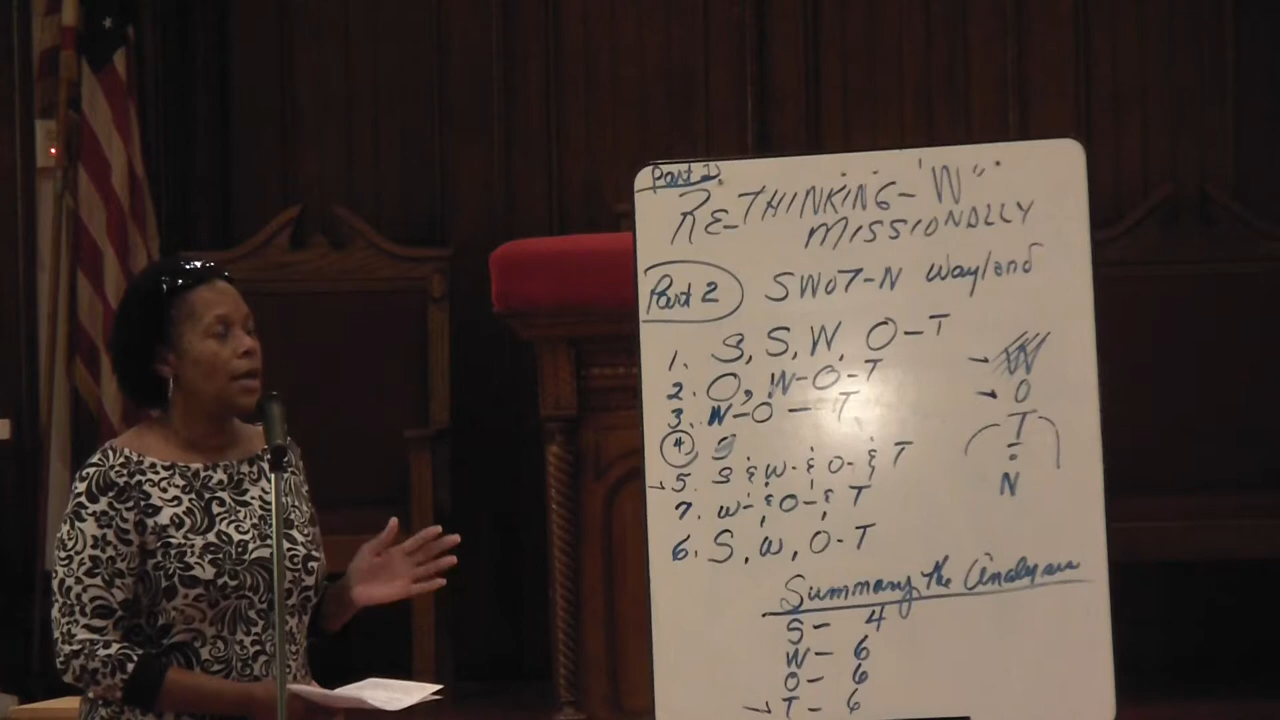 Part 1.
RE-THINKING-"W"
MISSIONALLY
Part 2 SWOT-N Wayland
1. S, S, W, O-T
2. O, W-O-T
3. W-O-T
4 S
5. S & W-& O-& T
7. W-& O-& T
6. S, W, O-T
W
O
T
N
Summary the Analysis
S- 4
W- 6
O- 6
T- 6